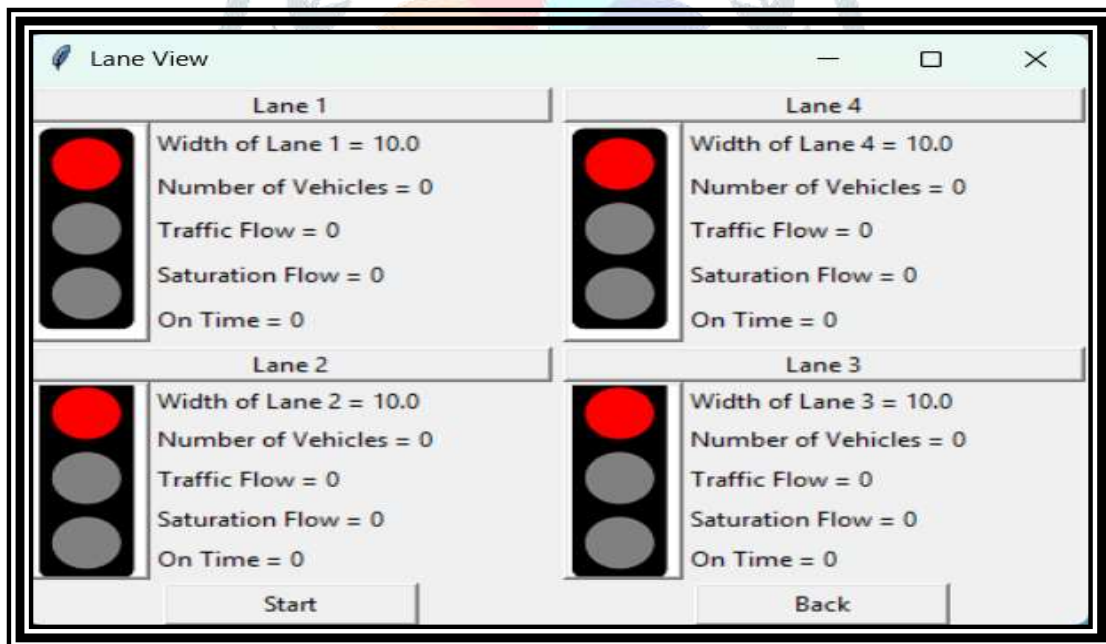 Lane View
Lane 1
Width of Lane 1 = 10.0
Number of Vehicles = 0
Traffic Flow = 0
Saturation Flow = 0
On Time = 0
Lane 4
Width of Lane 4 = 10.0
Number of Vehicles = 0
Traffic Flow = 0
Saturation Flow = 0
On Time = 0
Lane 2
Width of Lane 2 = 10.0
Number of Vehicles = 0
Traffic Flow = 0
Saturation Flow = 0
On Time = 0
Lane 3
Width of Lane 3 = 10.0
Number of Vehicles = 0
Traffic Flow = 0
Saturation Flow = 0
On Time = 0
Start
Back